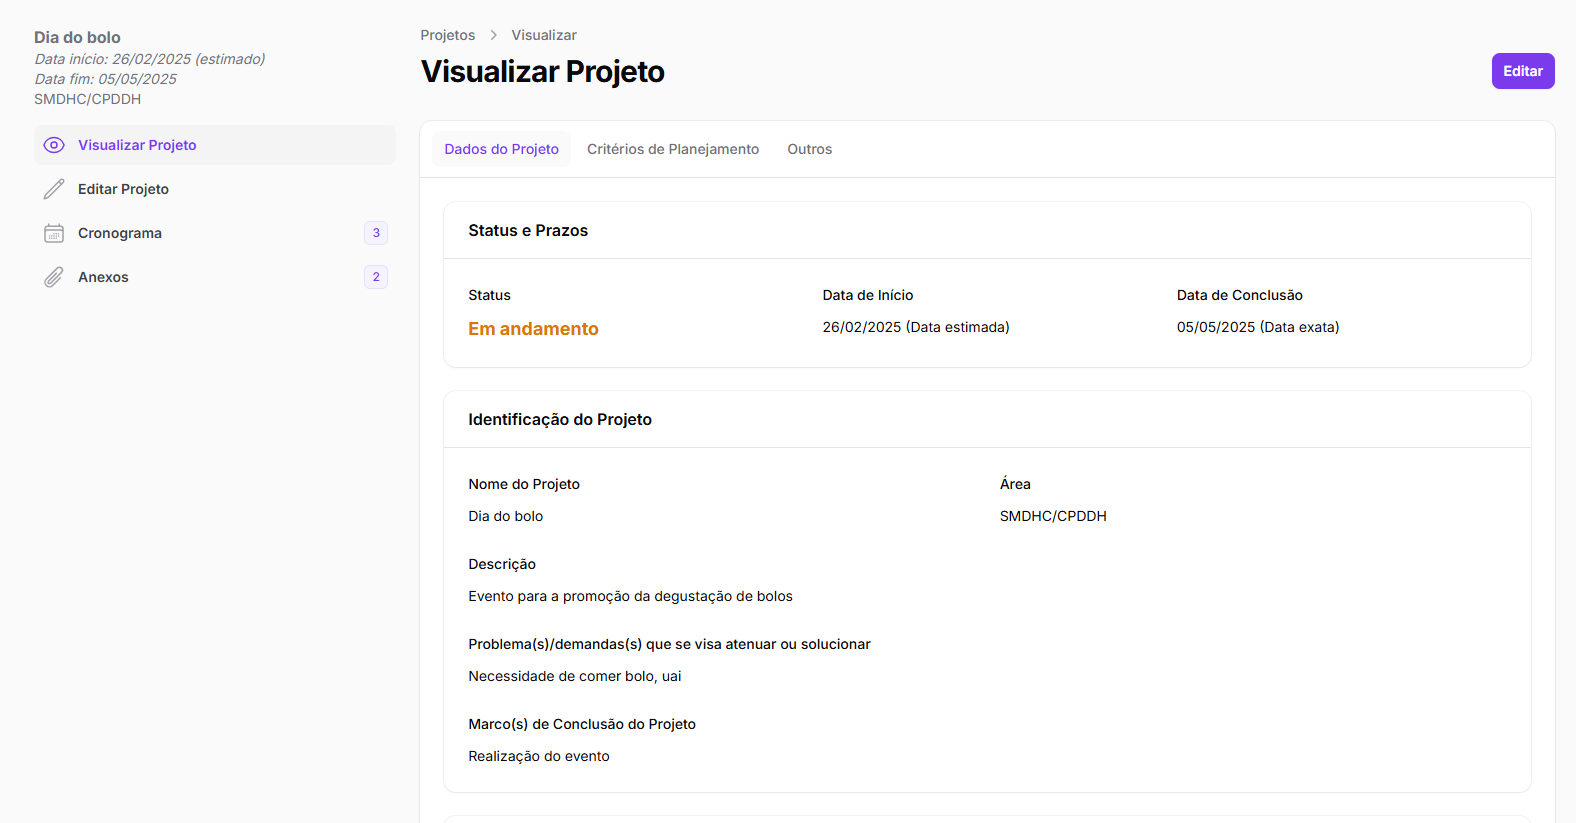 Dia do bolo
Data início: 26/02/2025 (estimado)
Data fim: 05/05/2025
SMDHC/CPDDH
Visualizar Projeto
Editar Projeto
Cronograma 3
Anexos 2
Projetos > Visualizar
Visualizar Projeto
Editar
Dados do Projeto Critérios de Planejamento Outros
Status e Prazos
Status Data de Início Data de Conclusão
Em andamento 26/02/2025 (Data estimada) 05/05/2025 (Data exata)
Identificação do Projeto
Nome do Projeto Área
Dia do bolo SMDHC/CPDDH
Descrição
Evento para a promoção da degustação de bolos
Problema(s)/demandas(s) que se visa atenuar ou solucionar
Necessidade de comer bolo, uai
Marco(s) de Conclusão do Projeto
Realização do evento